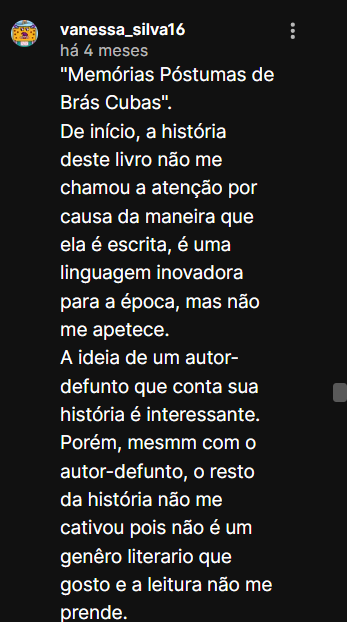 vanessa_silva16
há 4 meses
"Memórias Póstumas de
Brás Cubas".
De início, a história
deste livro não me
chamou a atenção por
causa da maneira que
ela é escrita, é uma
linguagem inovadora
para a época, mas não
me apetece.
A ideia de um autor-
defunto que conta sua
história é interessante.
Porém, mesmm com o
autor-defunto, o resto
da história não me
cativou pois não é um
genêro literario que
gosto e a leitura não me
prende.